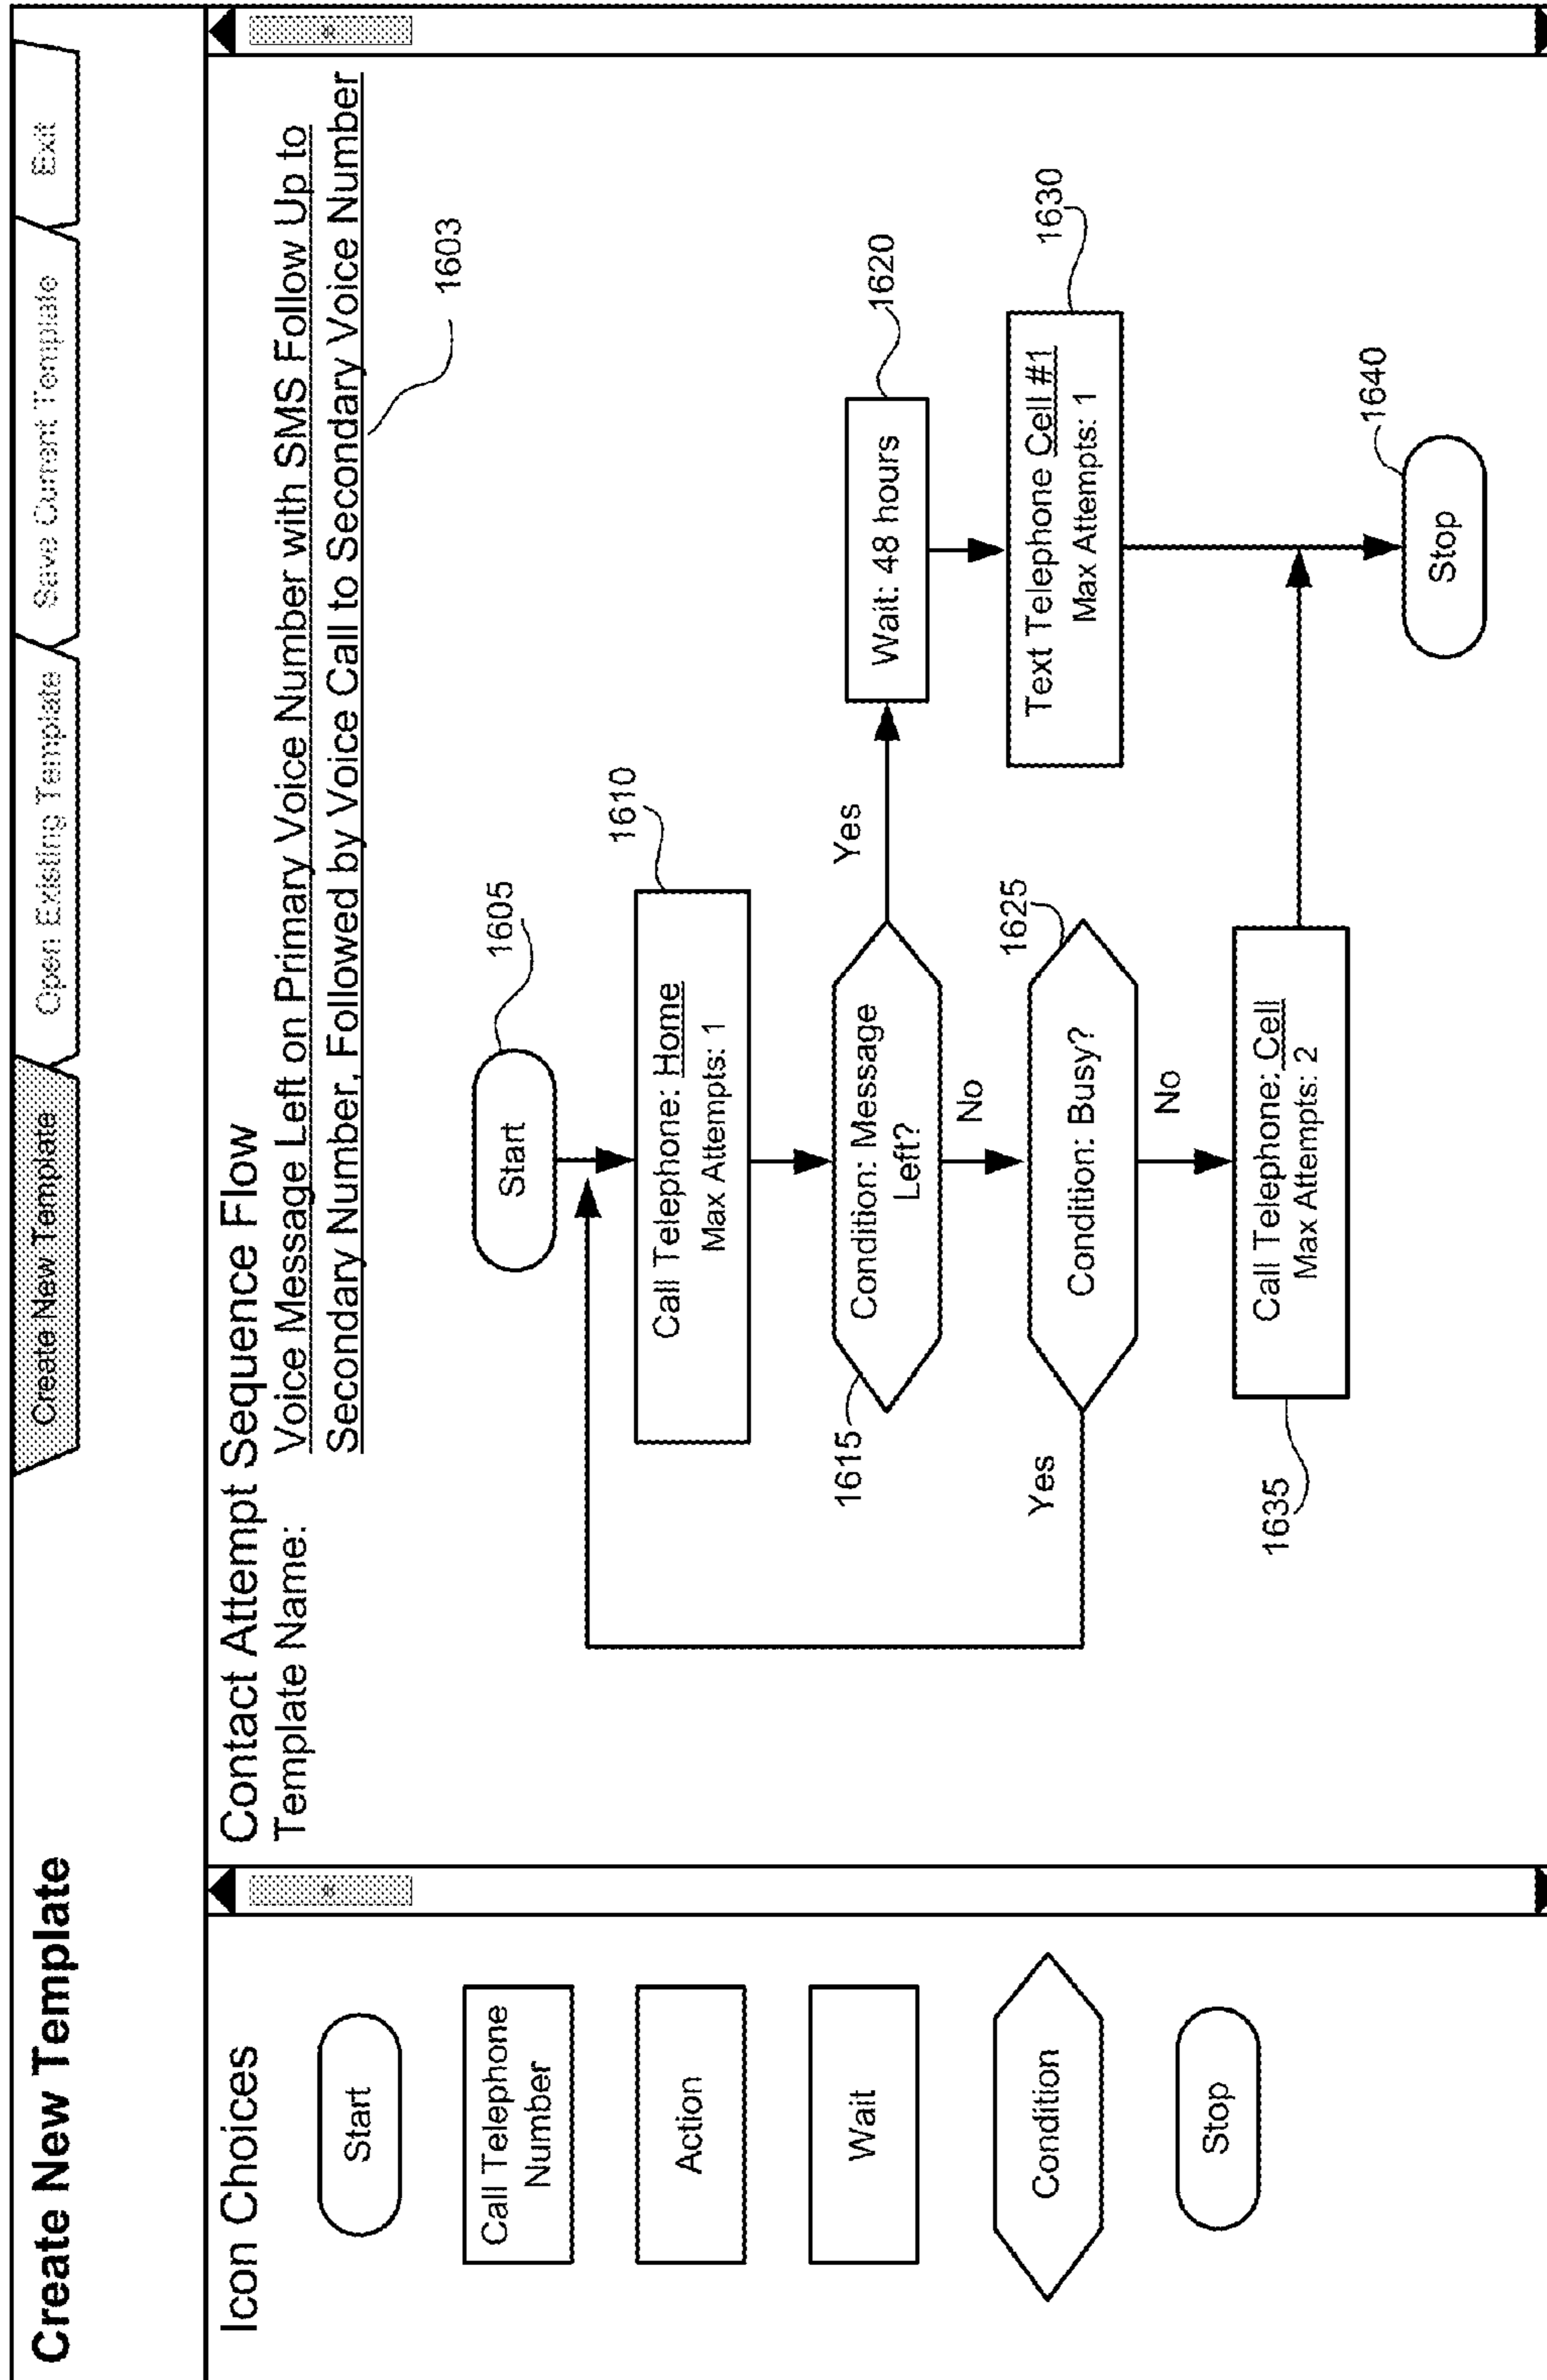 Create New Template
Create New Template
Open Existing Template
Save Current Template
Exit
Icon Choices
Start
Call Telephone
Number
Action
Wait
Condition
Stop
Contact Attempt Sequence Flow
Template Name:
Voice Message Left on Primary Voice Number with SMS Follow Up to
Secondary Number, Followed by Voice Call to Secondary Voice Number
1603
Start
1605
Call Telephone: Home
Max Attempts: 1
1610
Condition: Message
Left?
1615
Yes
Wait: 48 hours
1620
No
Condition: Busy?
1625
Yes
Text Telephone Cell #1
Max Attempts: 1
1630
No
Call Telephone: Cell
Max Attempts: 2
1635
Stop
1640